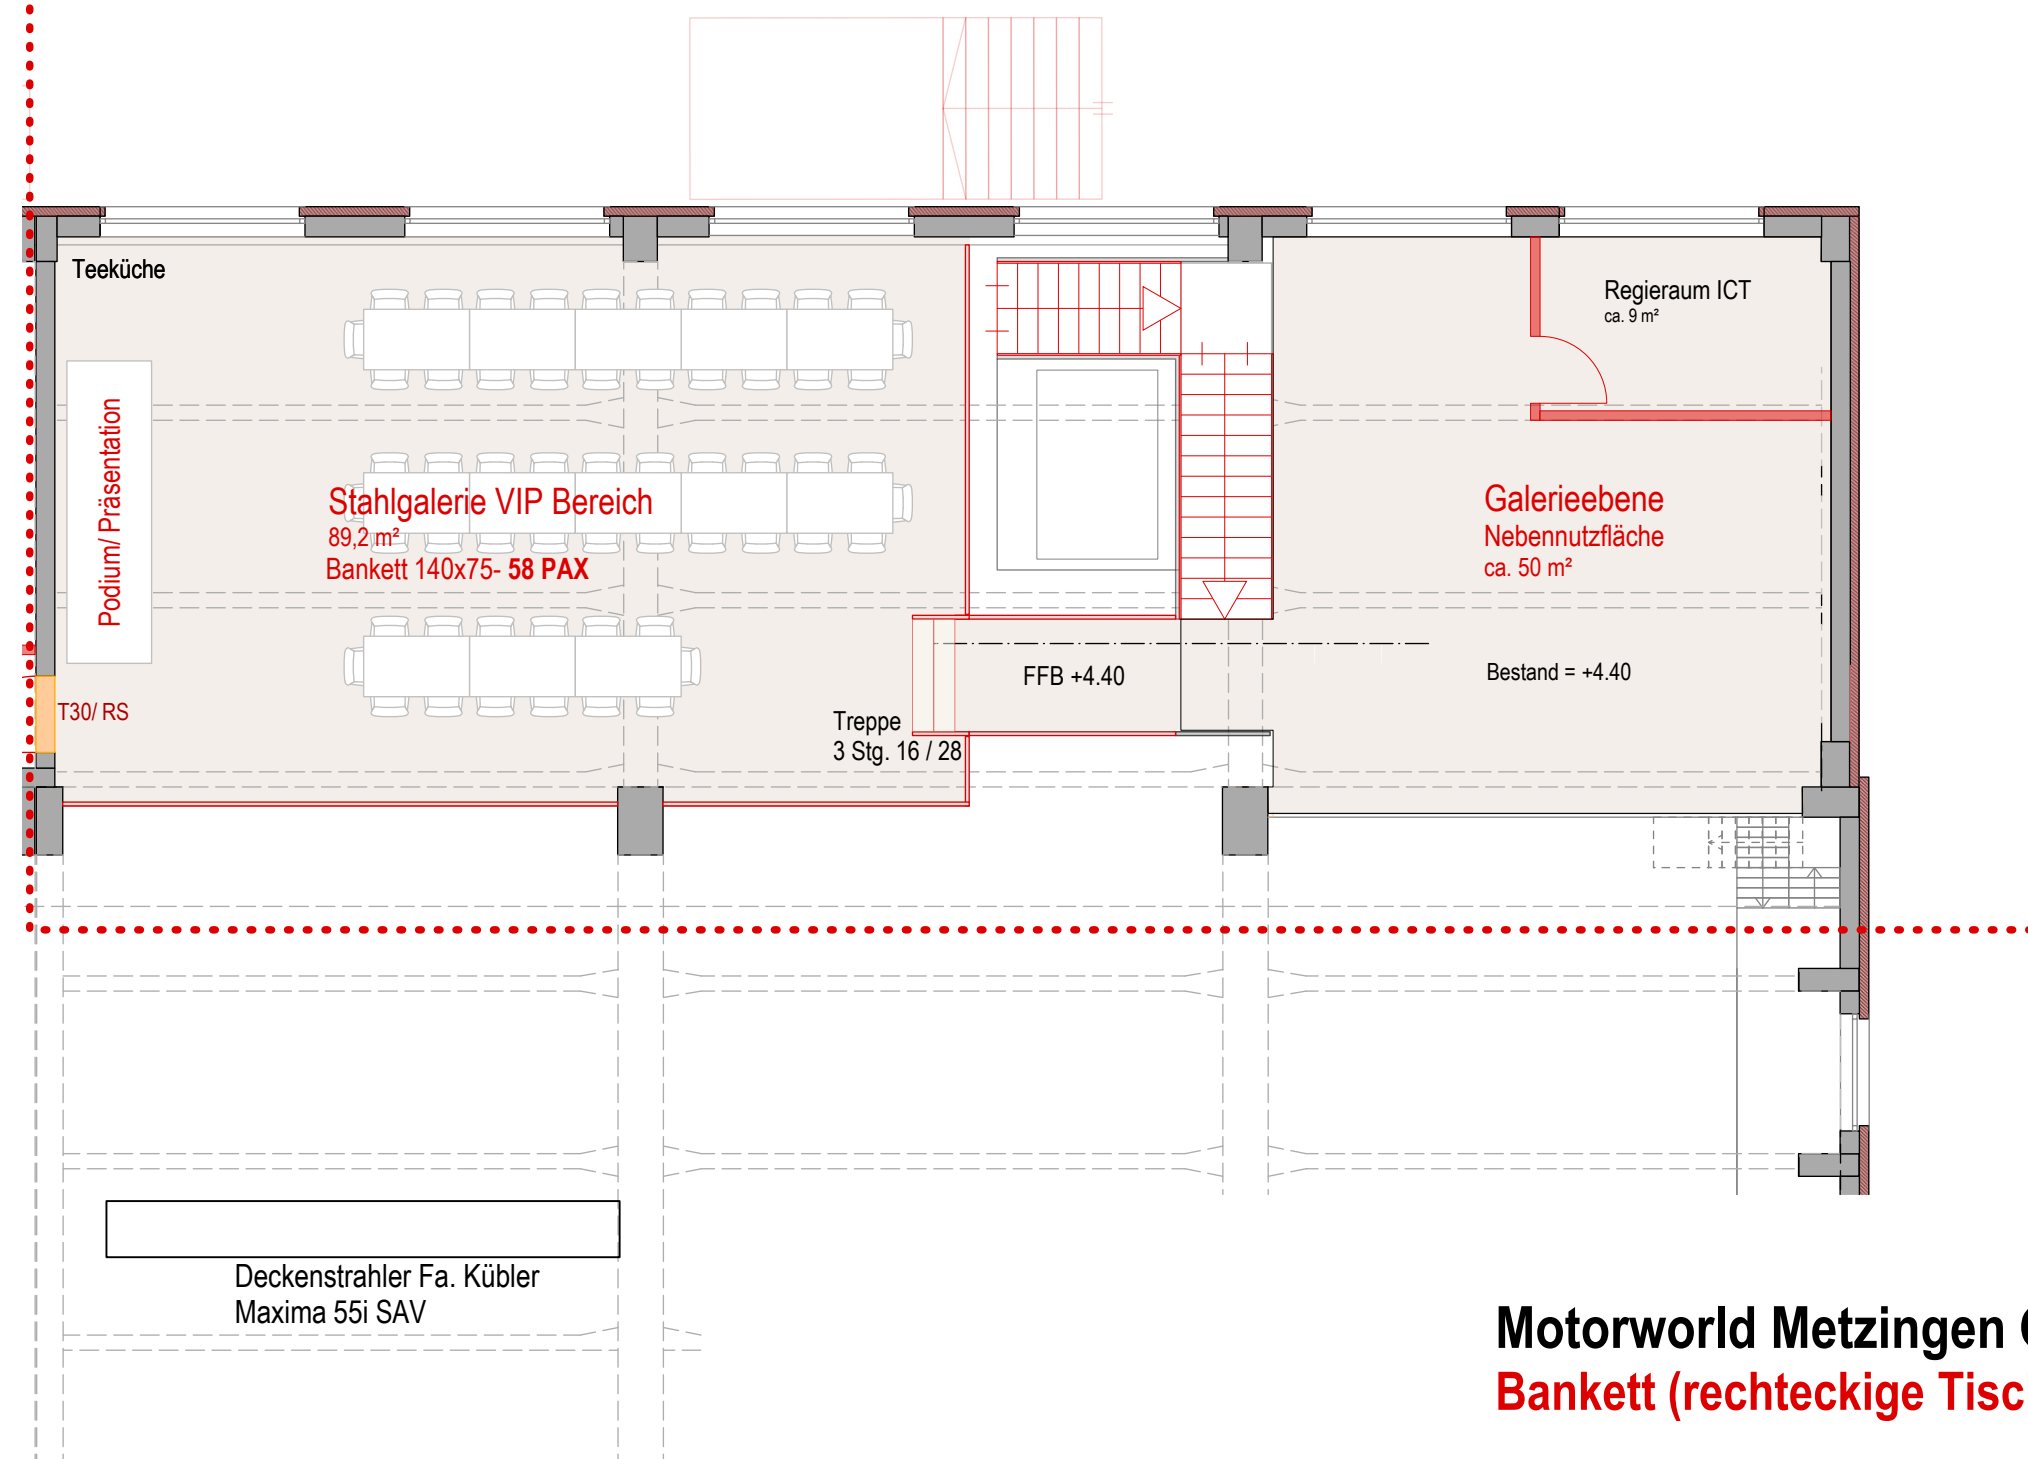 Teeküche
Regieraum ICT
ca. 9 m²
Podium/ Präsentation
Stahlgalerie VIP Bereich
89,2 m²
Bankett 140x75- 58 PAX
Galerieebene
Nebennutzfläche
ca. 50 m²
FFB +4.40
Bestand = +4.40
T30/ RS
Treppe
3 Stg. 16 / 28
Deckenstrahler Fa. Kübler
Maxima 55i SAV
Motorworld Metzingen
Bankett (rechteckige Tisc